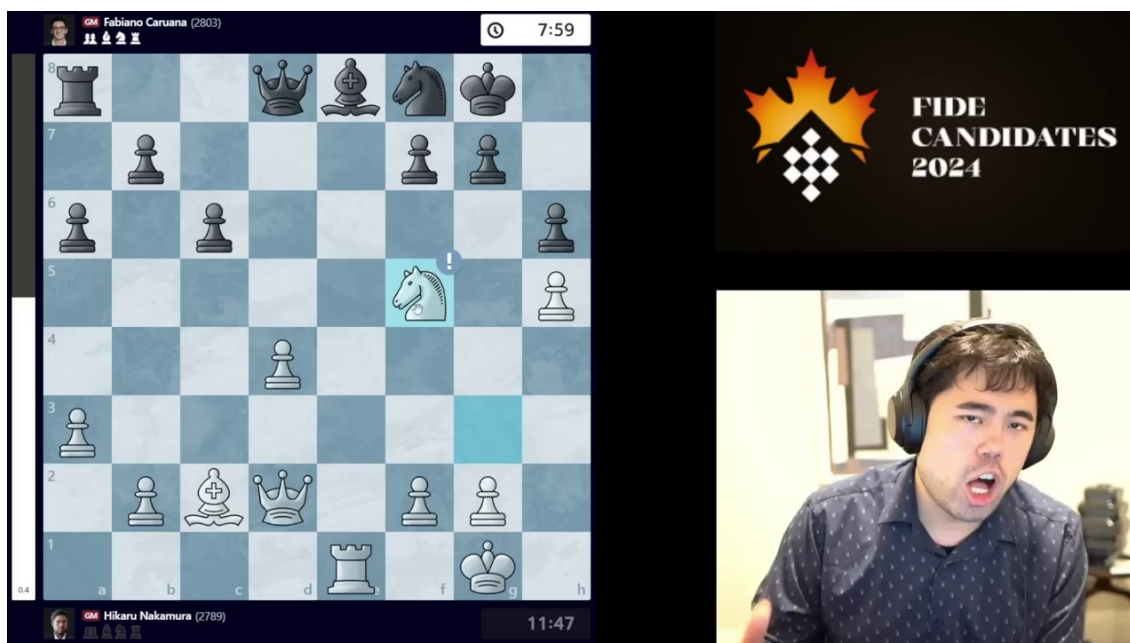 GM Fabiano Caruana (2803)
7:59
8
7
6
5
!
4
3
2
1
a b c d e f g h
0.4
GM Hikaru Nakamura (2789)
11:47
FIDE
CANDIDATES
2024